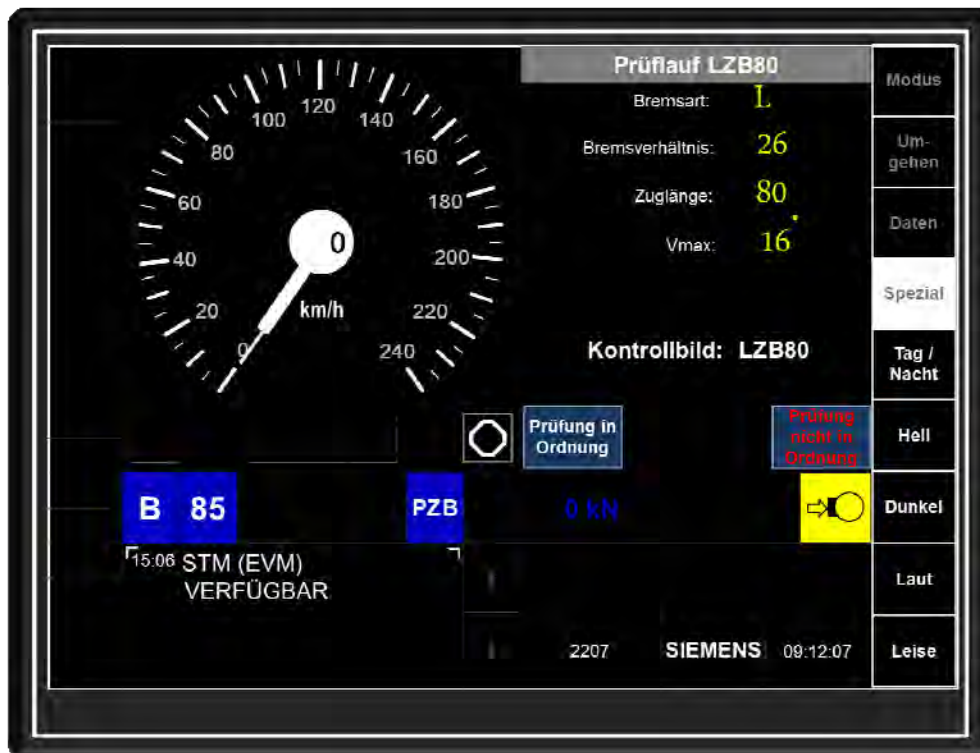 Prüflauf LZB80
Bremsart: L
Bremsverhältnis: 26
Zuglänge: 80
Vmax: 16
Kontrollbild: LZB80
0
20
40
60
80
100
120
140
160
180
200
220
240
0
km/h
Prüfung in
Ordnung
Prüfung
nicht in
Ordnung
B 85
PZB
0 kN
15:06 STM (EVM)
VERFÜGBAR
2207 SIEMENS 09:12:07
Modus
Um-
gehen
Daten
Spezial
Tag /
Nacht
Hell
Dunkel
Laut
Leise